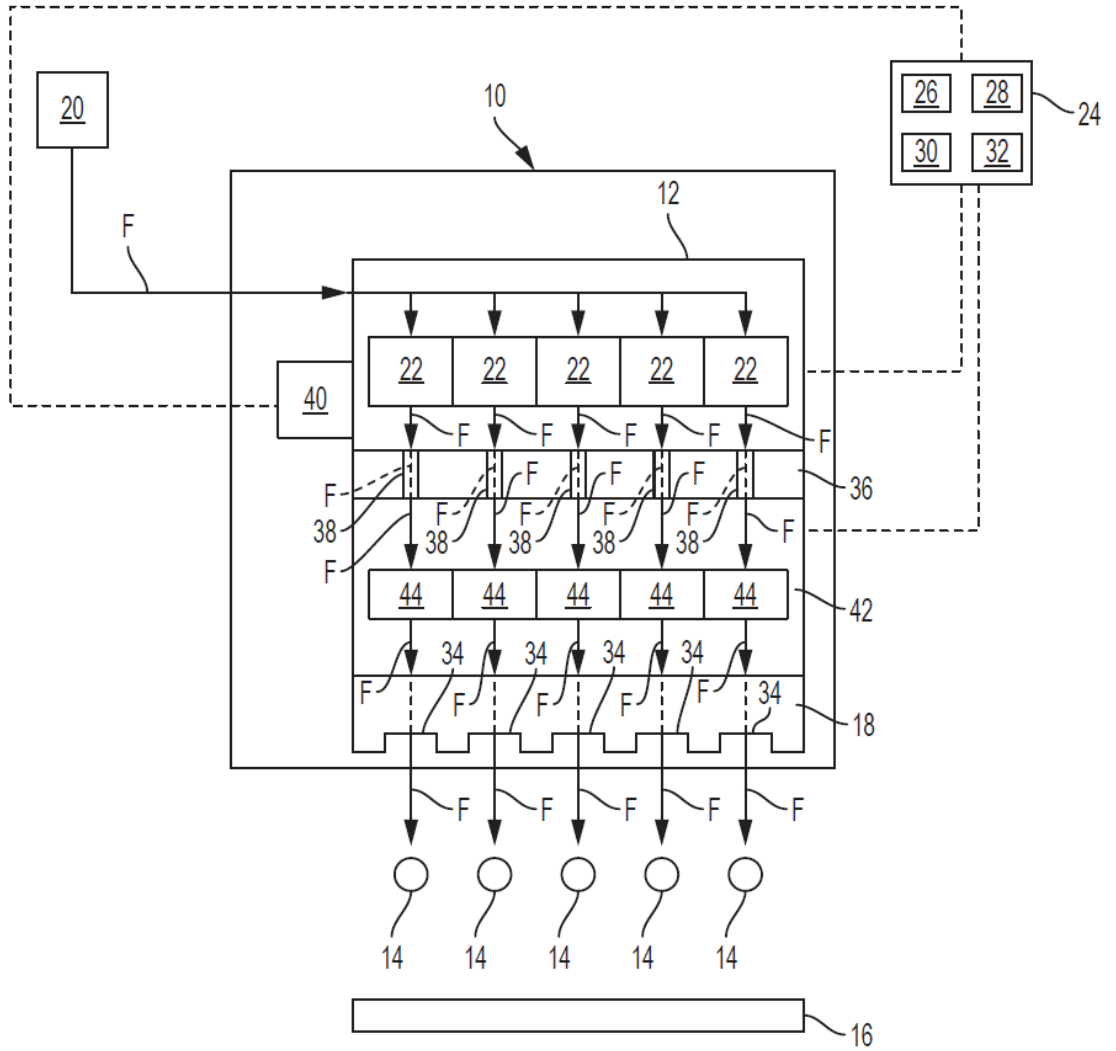 20
10
26 28
24
30 32
12
F
22 22 22 22 22
40
F F F F F
F F F F F
36
38 F F F F F
38 38 38 38
F
44 44 44 44 44
42
34 34 34 34
F F F F F
34
18
F F F F F
14 14 14 14 14
16